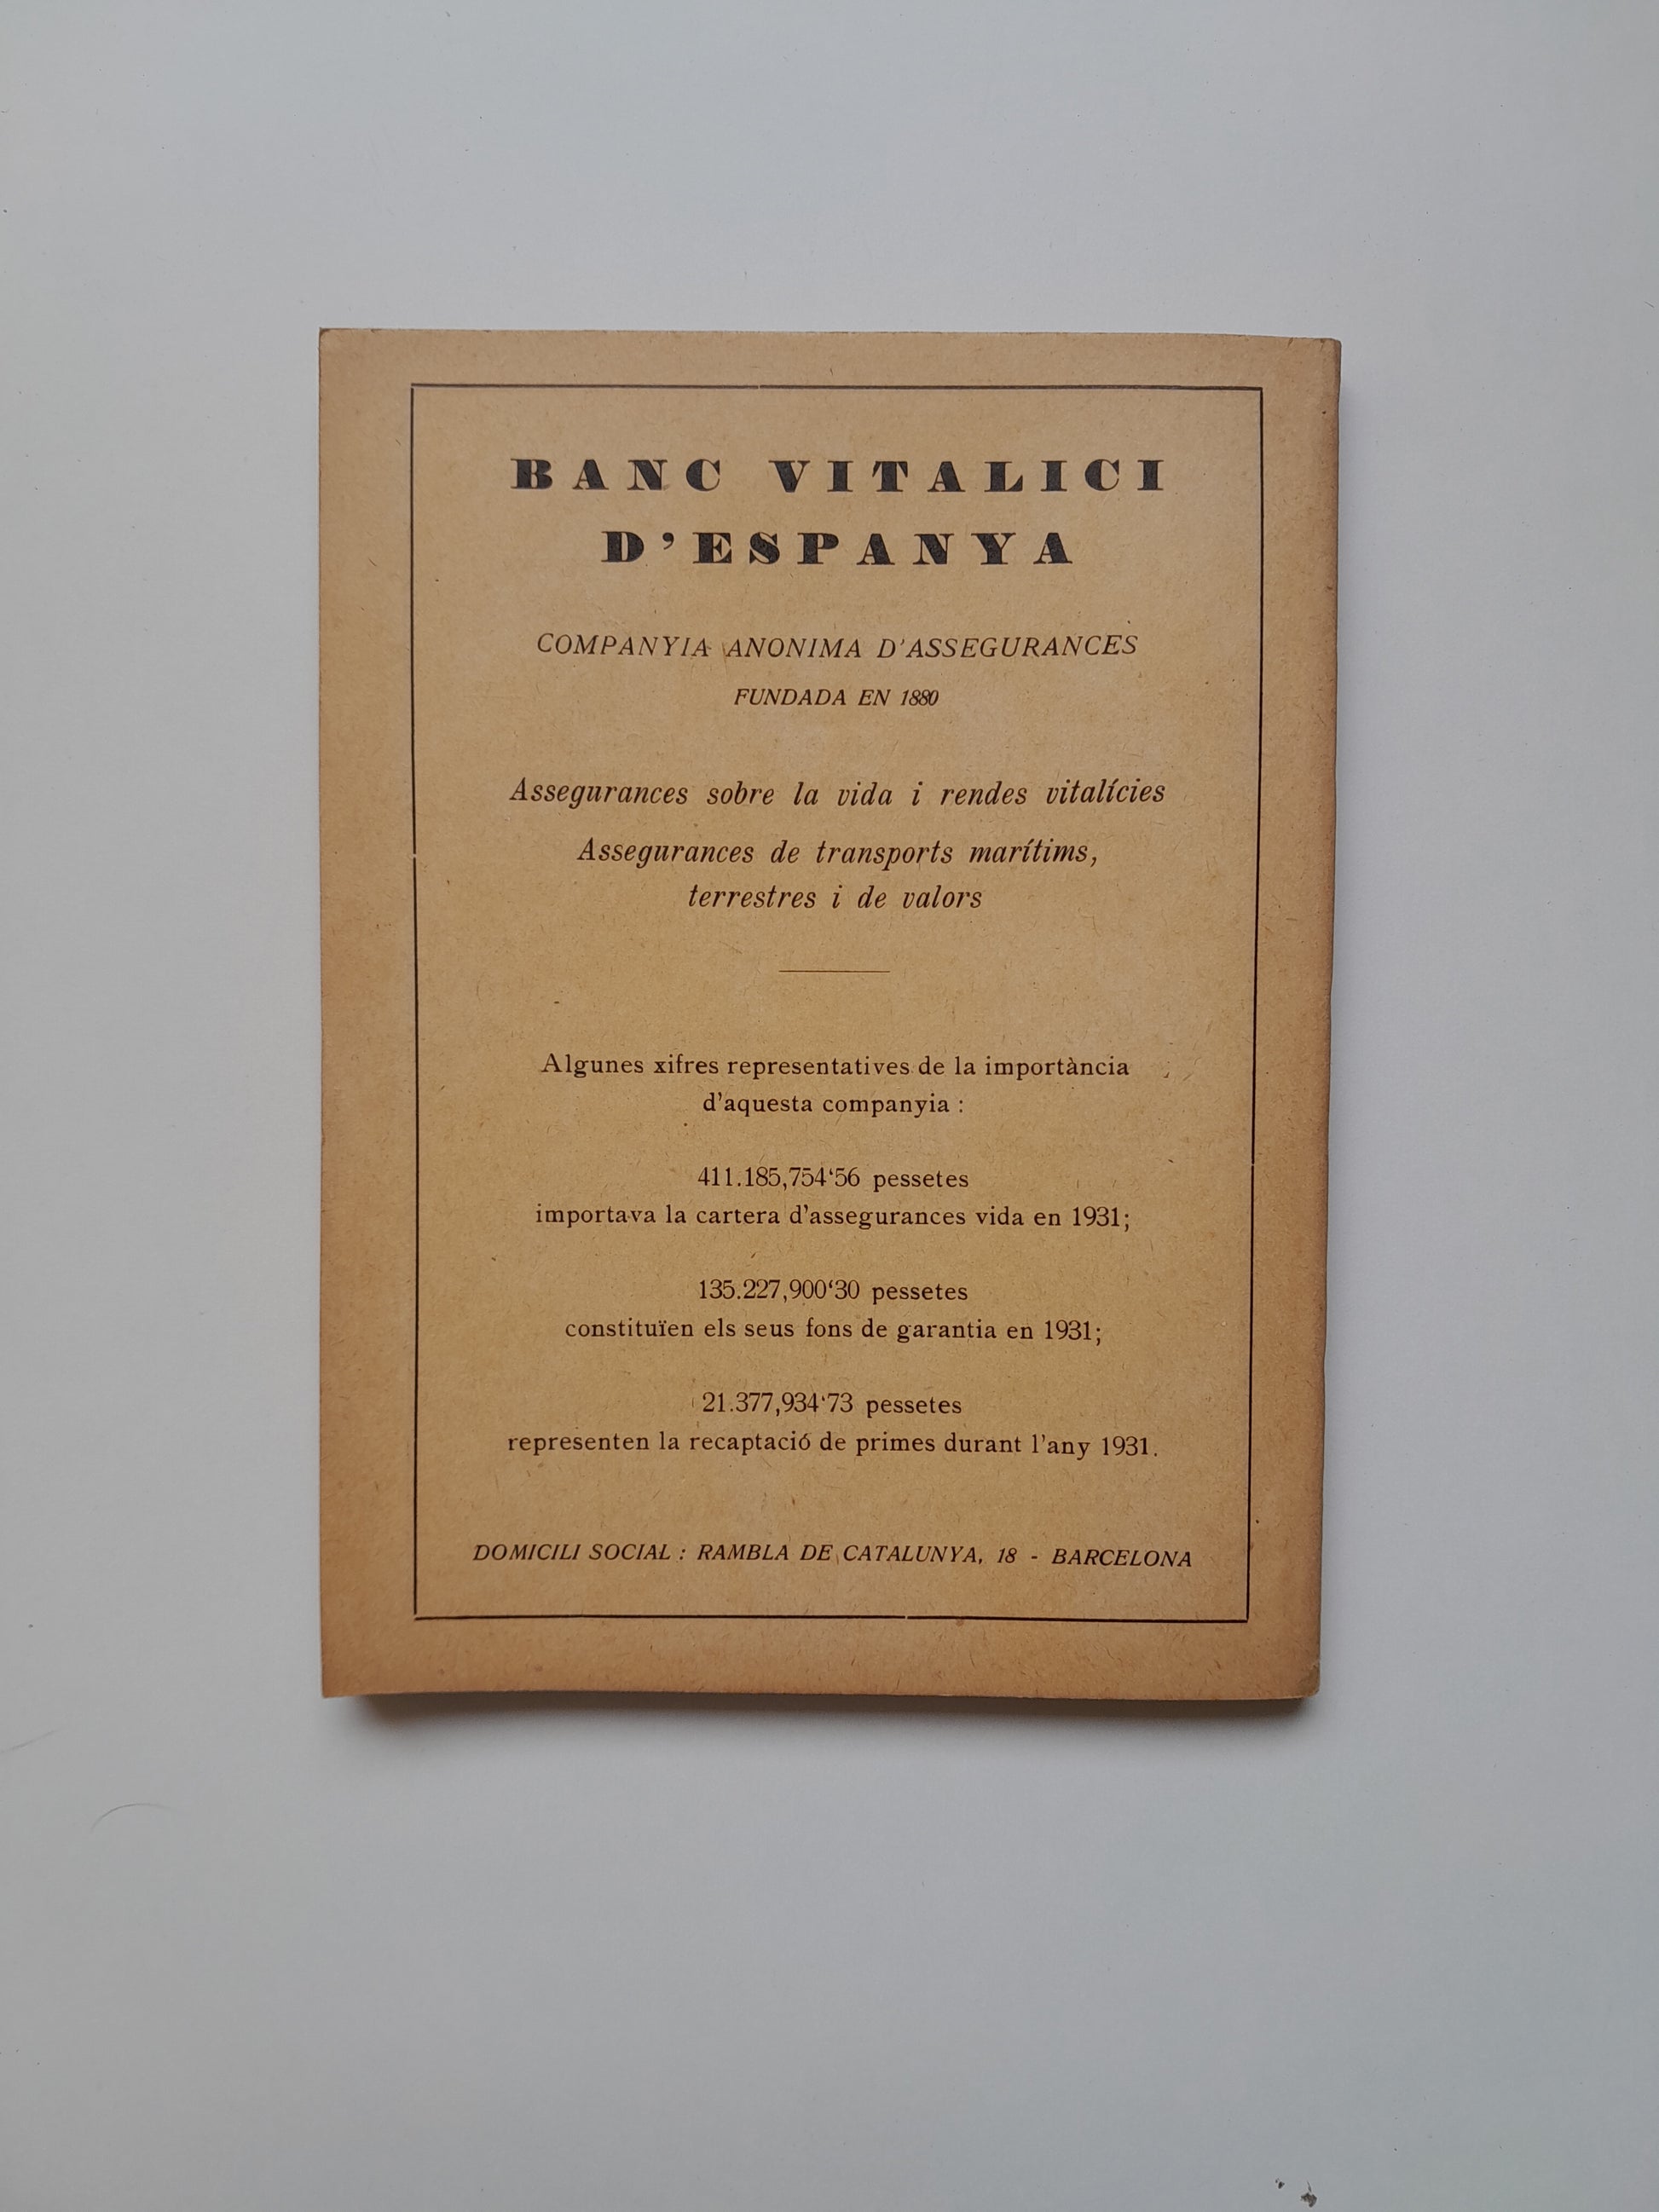 BANC VITALICI
D'ESPANYA
COMPANYIA ANONIMA D'ASSEGURANCES
FUNDADA EN 1880
Assegurances sobre la vida i rendes vitalícies
Assegurances de transports marítims,
terrestres i de valors
Algunes xifres representatives de la importància
d'aquesta companyia :
411.185,754‘56 pessetes
importava la cartera d'assegurances vida en 1931;
135.227,900‘30 pessetes
constituïen els seus fons de garantia en 1931;
21.377,934‘73 pessetes
representen la recaptació de primes durant l'any 1931.
DOMICILI SOCIAL : RAMBLA DE CATALUNYA, 18 - BARCELONA